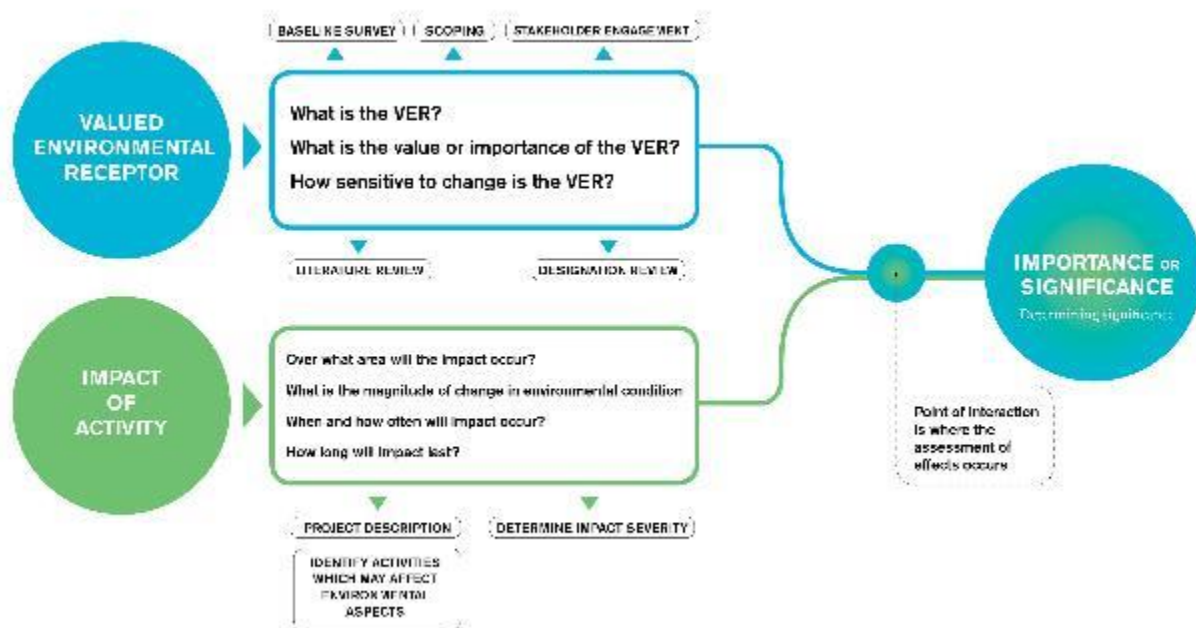 BASELINE SURVEY
SCOPING
STAKEHOLDER ENGAGEMENT
VALUED
ENVIRONMENTAL
RECEPTOR
What is the VER?
What is the value or importance of the VER?
How sensitive to change is the VER?
LITERATURE REVIEW
DESIGNATION REVIEW
IMPACT
OF
ACTIVITY
Over what area will the impact occur?
What is the magnitude of change in environmental condition
When and how often will impact occur?
How long will impact last?
PROJECT DESCRIPTION
DETERMINE IMPACT SEVERITY
IDENTIFY ACTIVITIES
WHICH MAY AFFECT
ENVIRONMENTAL
ASPECTS
IMPORTANCE OR
SIGNIFICANCE
Determining significance
Point of interaction
is where the
assessment of
effects occurs